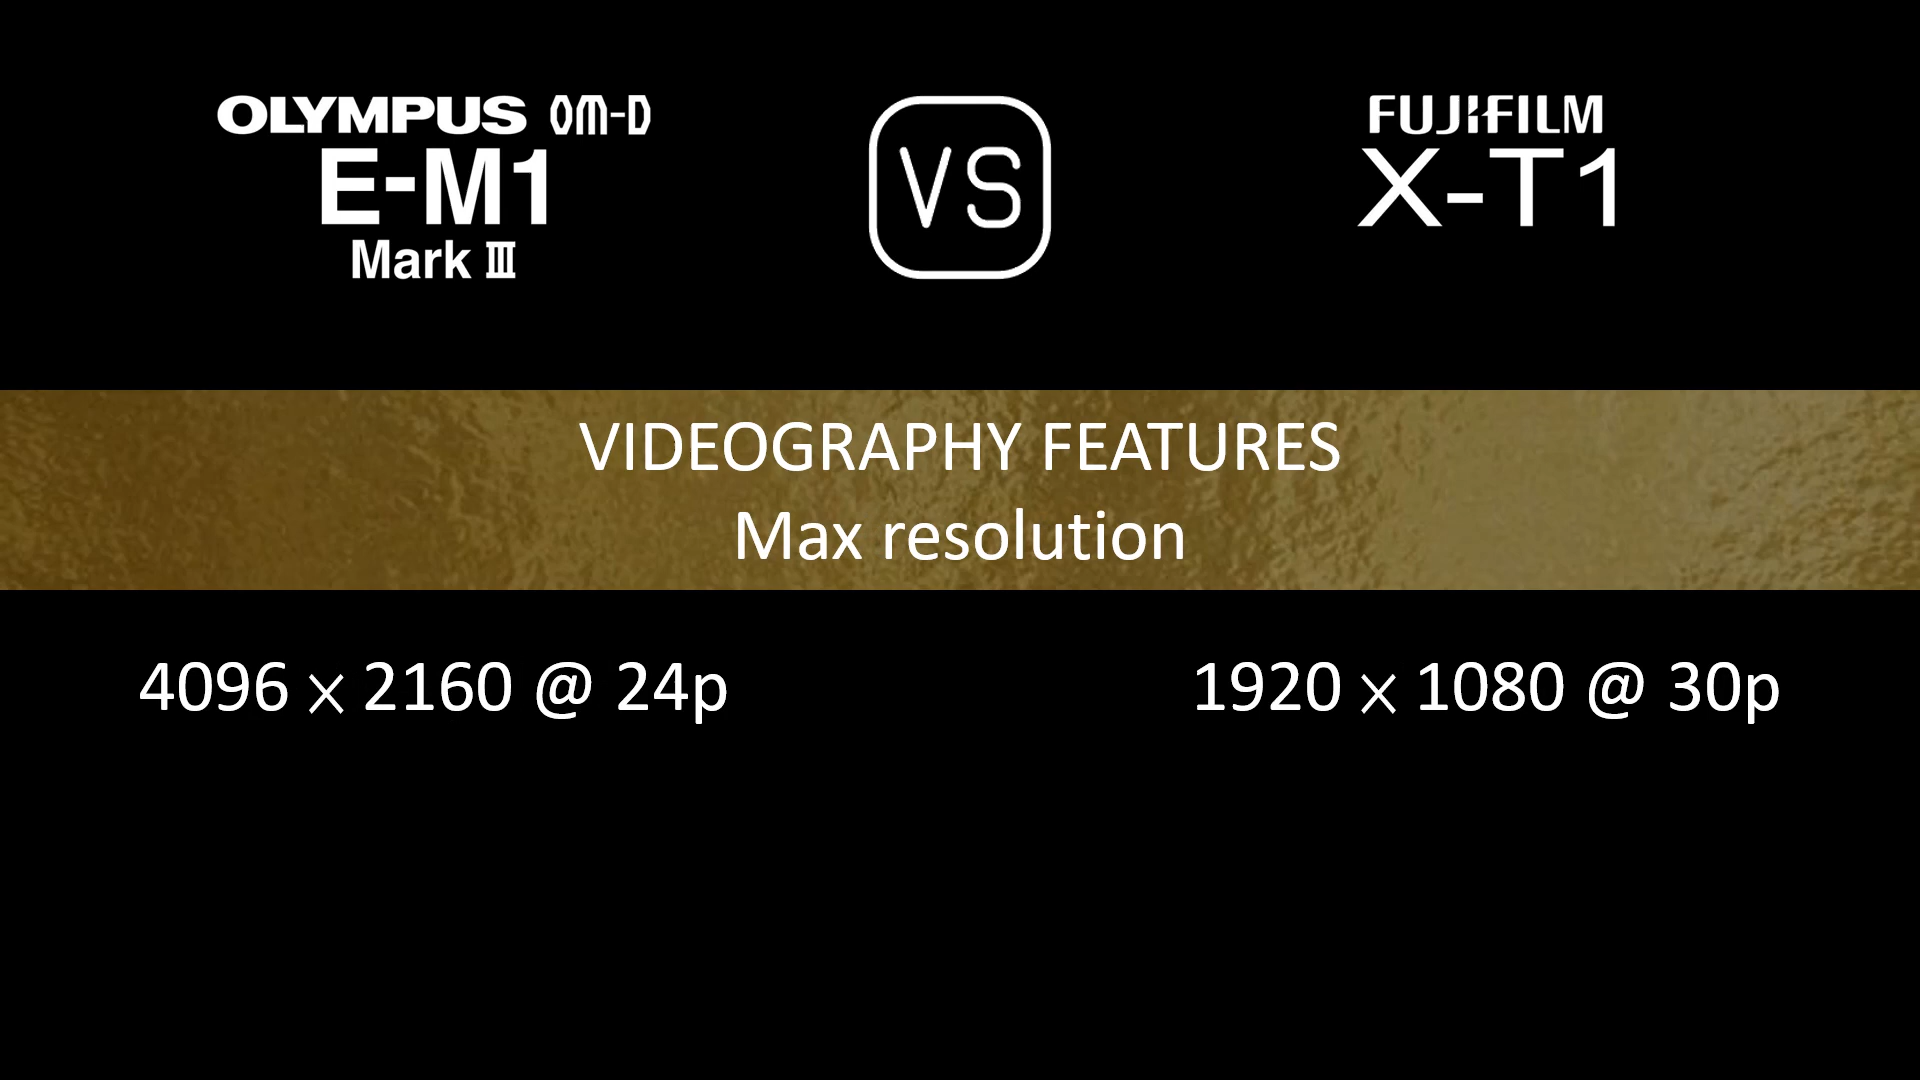 OLYMPUS OM-D
E-M1
Mark III
VS
FUJIFILM
X-T1
VIDEOGRAPHY FEATURES
Max resolution
4096 x 2160 @ 24p
1920 x 1080 @ 30p